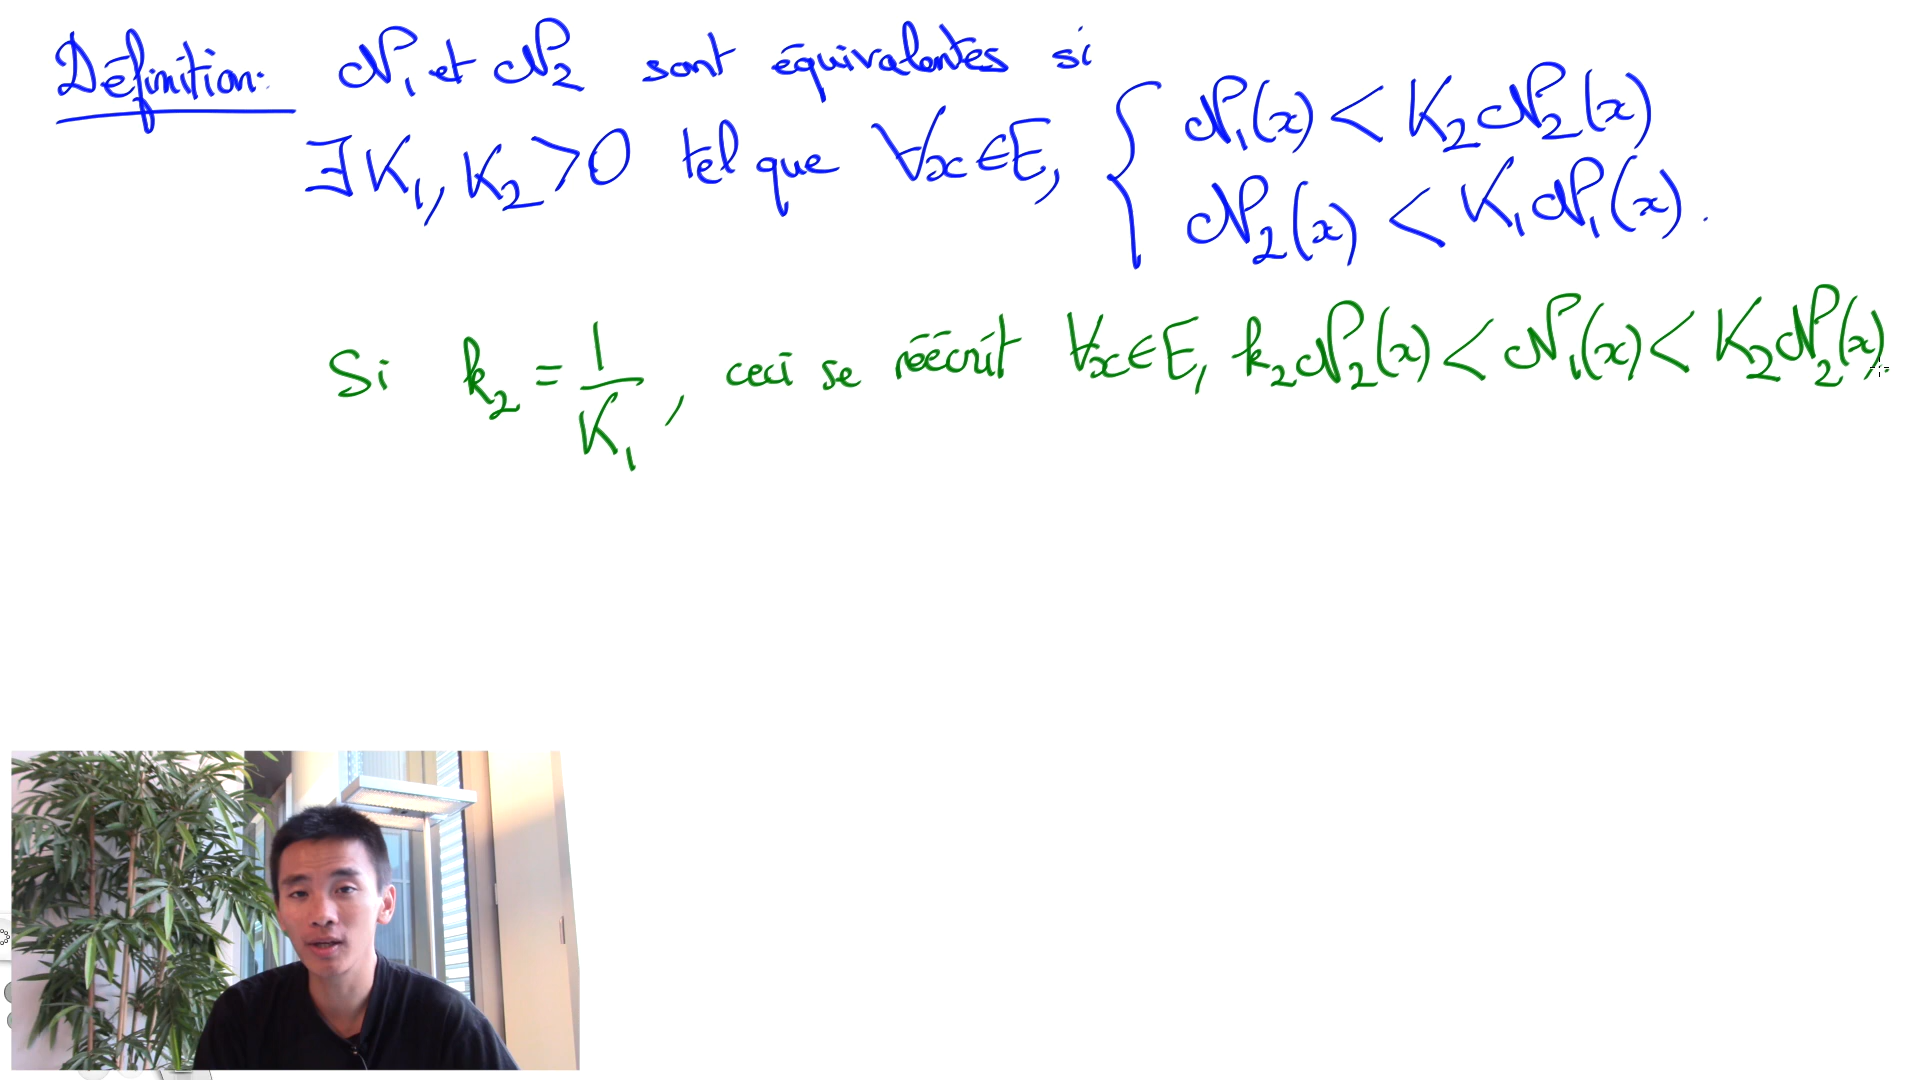 Définition: N₁ et N₂ sont équivalentes si
∃K₁, K₂ > 0 tel que ∀x∈E, { N₁(x) < K₂N₂(x)
N₂(x) < K₁N₁(x).
Si k₂ = 1/K₁, ceci se réécrit ∀x∈E, k₂N₂(x) < N₁(x) < K₂N₂(x).